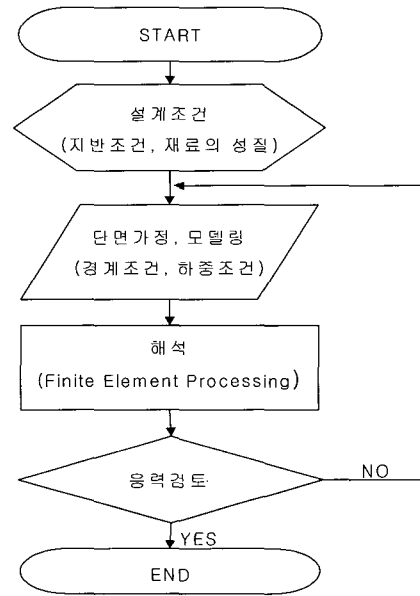 START
설계조건
(지반조건, 재료의 성질)
단면가정, 모델링
(경계조건, 하중조건)
해석
(Finite Element Processing)
응력검토
NO
YES
END